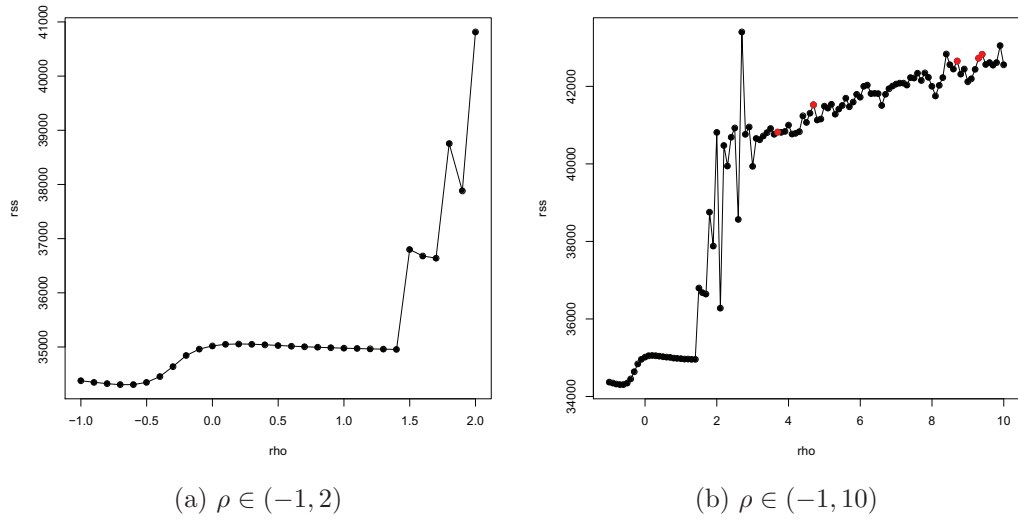 34000 35000 36000 37000 38000 39000 40000 41000
rss
−1.0 −0.5 0.0 0.5 1.0 1.5 2.0
rho
(a) ρ ∈ (−1, 2)
34000 36000 38000 40000 42000
rss
0 2 4 6 8 10
rho
(b) ρ ∈ (−1, 10)